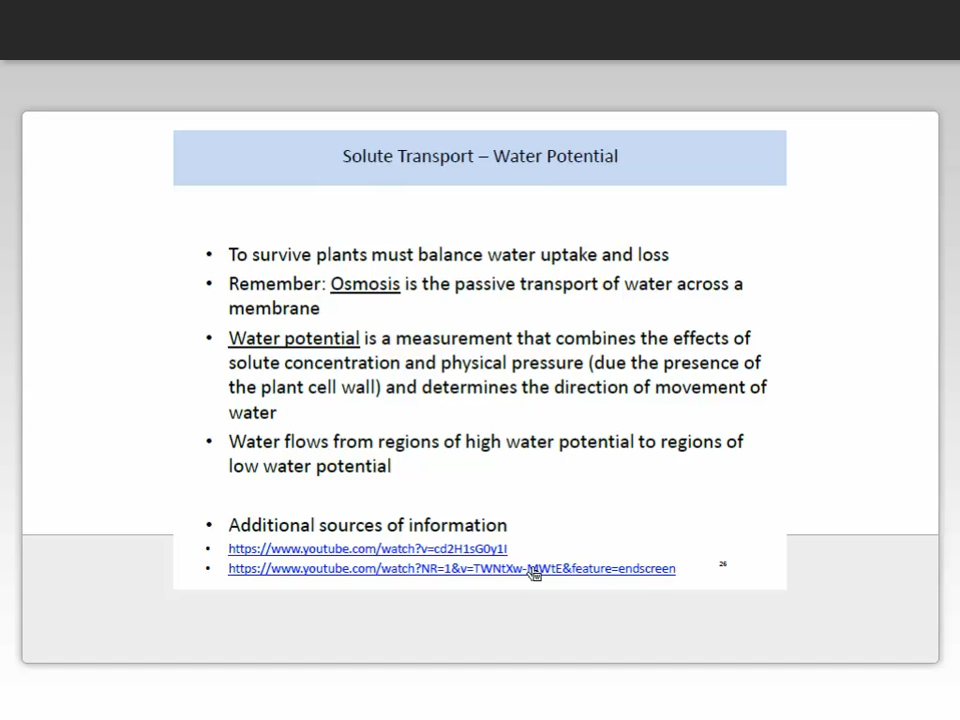 Solute Transport – Water Potential
• To survive plants must balance water uptake and loss
• Remember: Osmosis is the passive transport of water across a
membrane
• Water potential is a measurement that combines the effects of
solute concentration and physical pressure (due the presence of
the plant cell wall) and determines the direction of movement of
water
• Water flows from regions of high water potential to regions of
low water potential
• Additional sources of information
• https://www.youtube.com/watch?v=cd2H1sG0y1I
• https://www.youtube.com/watch?NR=1&v=TWNtXw-MWtE&feature=endscreen
26